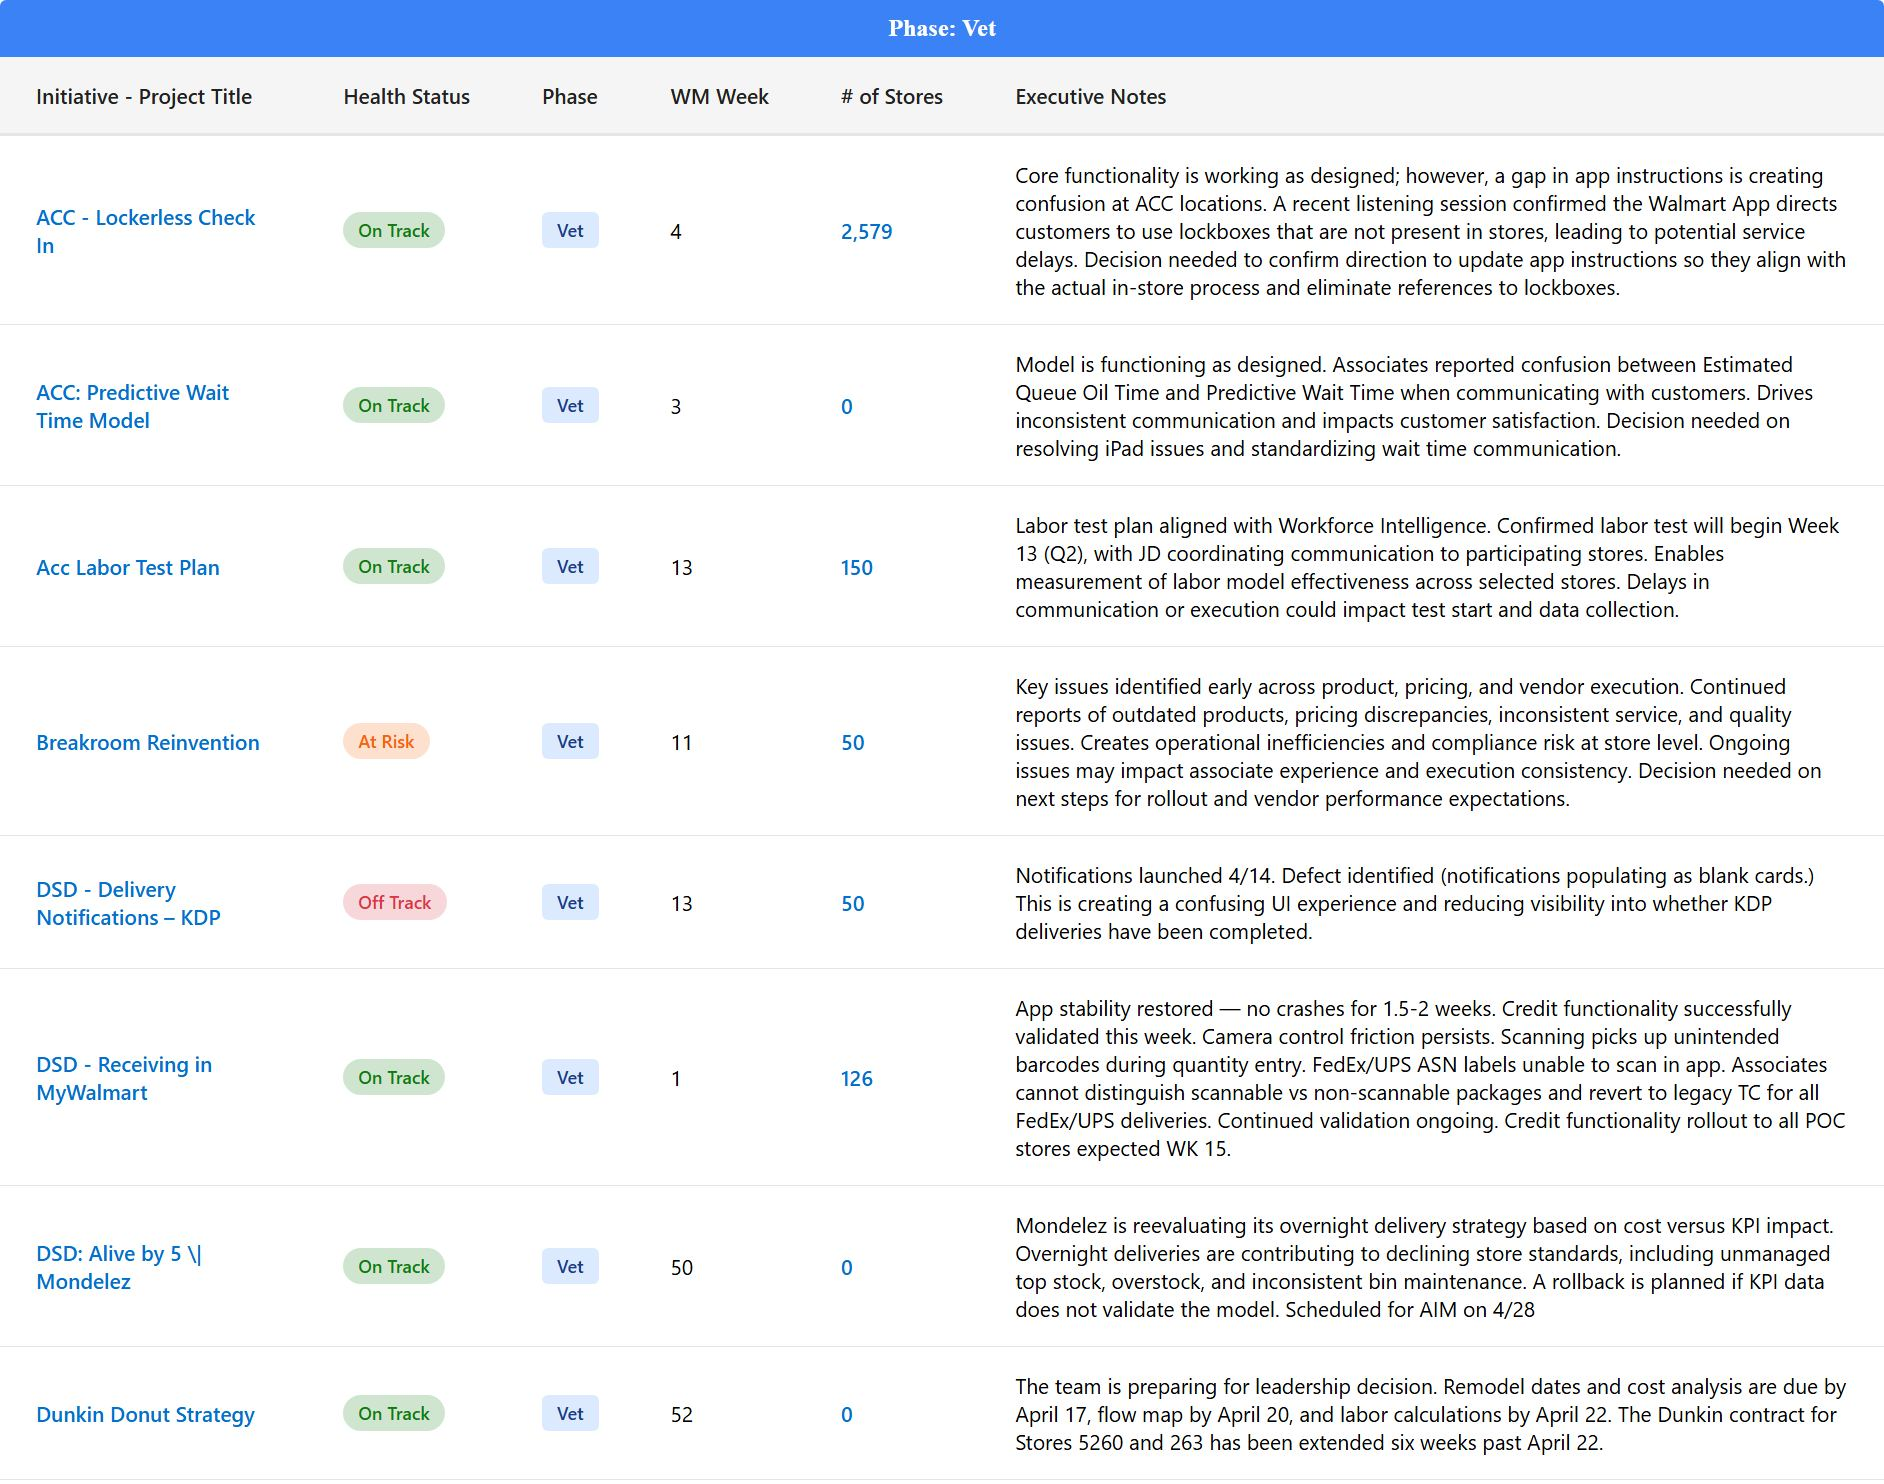 Phase: Vet
Initiative - Project Title Health Status Phase WM Week # of Stores Executive Notes
ACC - Lockerless Check
In
On Track
Vet
4
2,579
Core functionality is working as designed; however, a gap in app instructions is creating
confusion at ACC locations. A recent listening session confirmed the Walmart App directs
customers to use lockboxes that are not present in stores, leading to potential service
delays. Decision needed to confirm direction to update app instructions so they align with
the actual in-store process and eliminate references to lockboxes.
ACC: Predictive Wait
Time Model
On Track
Vet
3
0
Model is functioning as designed. Associates reported confusion between Estimated
Queue Oil Time and Predictive Wait Time when communicating with customers. Drives
inconsistent communication and impacts customer satisfaction. Decision needed on
resolving iPad issues and standardizing wait time communication.
Acc Labor Test Plan
On Track
Vet
13
150
Labor test plan aligned with Workforce Intelligence. Confirmed labor test will begin Week
13 (Q2), with JD coordinating communication to participating stores. Enables
measurement of labor model effectiveness across selected stores. Delays in
communication or execution could impact test start and data collection.
Breakroom Reinvention
At Risk
Vet
11
50
Key issues identified early across product, pricing, and vendor execution. Continued
reports of outdated products, pricing discrepancies, inconsistent service, and quality
issues. Creates operational inefficiencies and compliance risk at store level. Ongoing
issues may impact associate experience and execution consistency. Decision needed on
next steps for rollout and vendor performance expectations.
DSD - Delivery
Notifications – KDP
Off Track
Vet
13
50
Notifications launched 4/14. Defect identified (notifications populating as blank cards.)
This is creating a confusing UI experience and reducing visibility into whether KDP
deliveries have been completed.
DSD - Receiving in
MyWalmart
On Track
Vet
1
126
App stability restored — no crashes for 1.5-2 weeks. Credit functionality successfully
validated this week. Camera control friction persists. Scanning picks up unintended
barcodes during quantity entry. FedEx/UPS ASN labels unable to scan in app. Associates
cannot distinguish scannable vs non-scannable packages and revert to legacy TC for all
FedEx/UPS deliveries. Continued validation ongoing. Credit functionality rollout to all POC
stores expected WK 15.
DSD: Alive by 5 \|
Mondelez
On Track
Vet
50
0
Mondelez is reevaluating its overnight delivery strategy based on cost versus KPI impact.
Overnight deliveries are contributing to declining store standards, including unmanaged
top stock, overstock, and inconsistent bin maintenance. A rollback is planned if KPI data
does not validate the model. Scheduled for AIM on 4/28
Dunkin Donut Strategy
On Track
Vet
52
0
The team is preparing for leadership decision. Remodel dates and cost analysis are due by
April 17, flow map by April 20, and labor calculations by April 22. The Dunkin contract for
Stores 5260 and 263 has been extended six weeks past April 22.